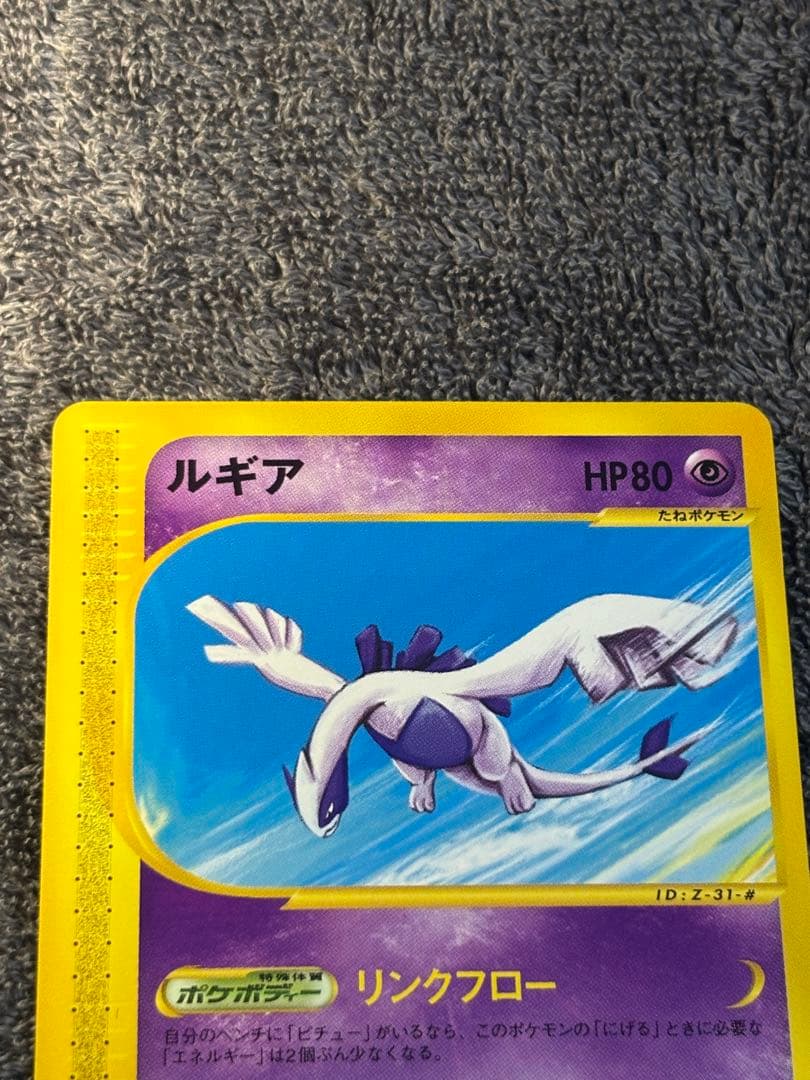 ルギア HP80
たねポケモン
ID:Z-31-#
特殊体質
ポケボディー リンクフロー
自分のベンチに「ピチュー」がいるなら、このポケモンの「にげる」ときに必要な
「エネルギー」は2個ぶん少なくなる。